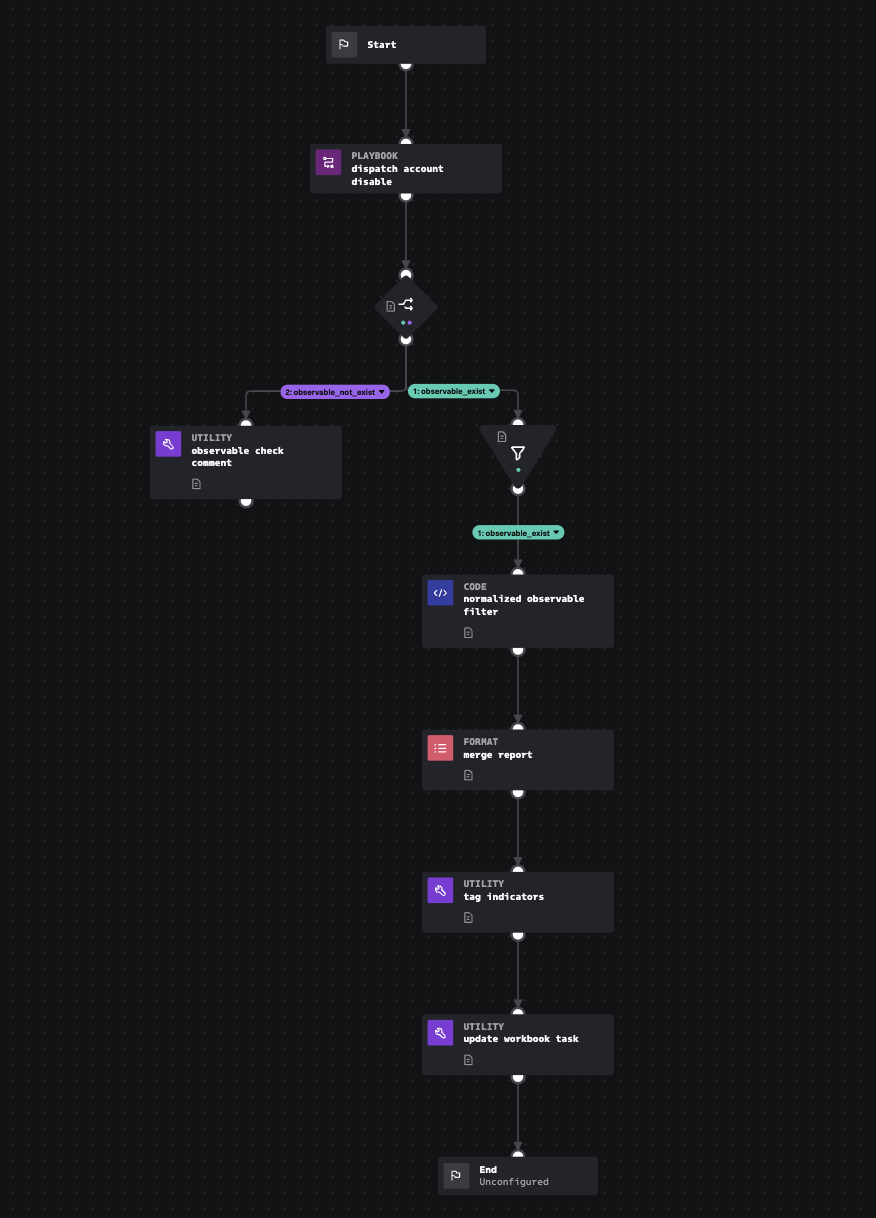 Start
PLAYBOOK
dispatch account
disable
2: observable_not_exist
1: observable_exist
UTILITY
observable check
comment
1: observable_exist
CODE
normalized observable
filter
FORMAT
merge report
UTILITY
tag indicators
UTILITY
update workbook task
End
Unconfigured